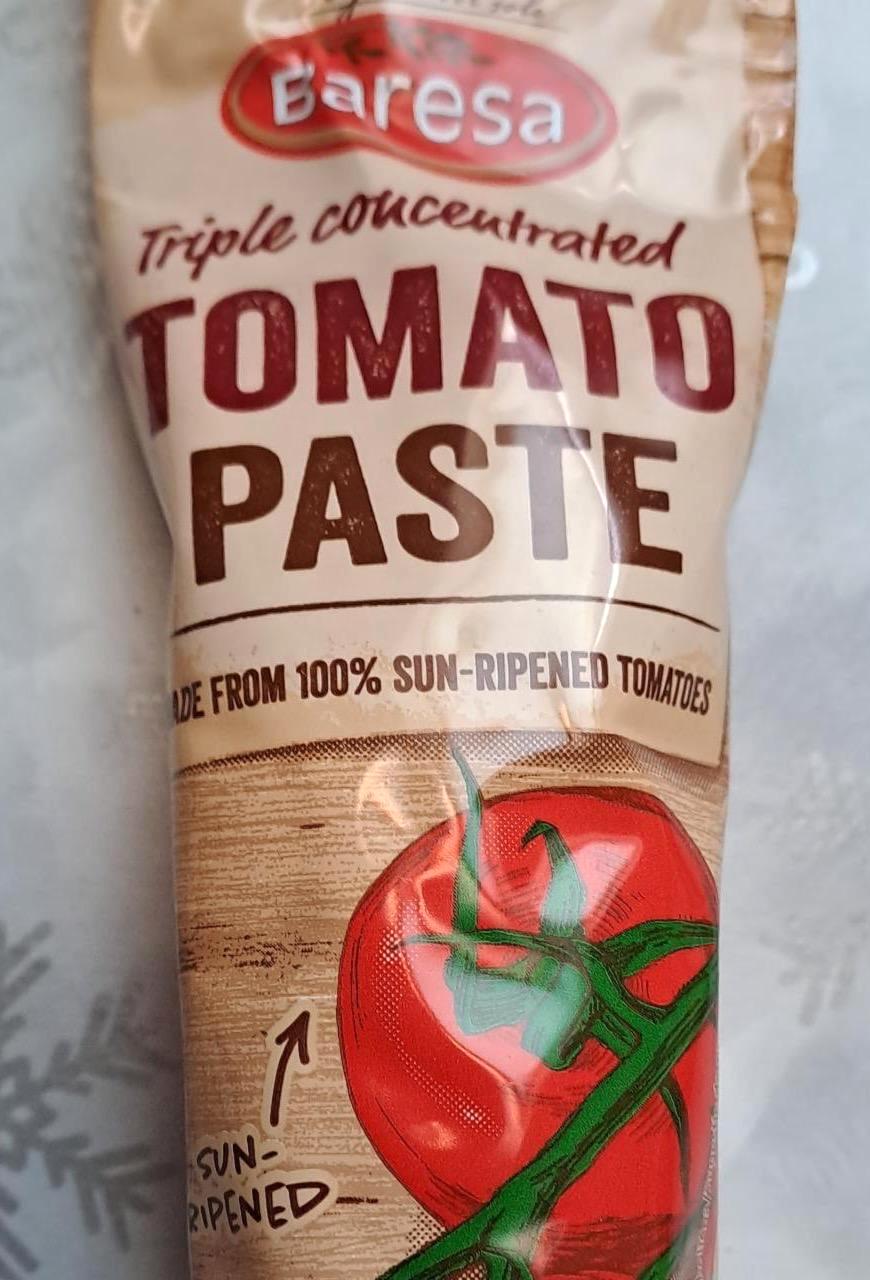 Baresa
Triple concentrated
TOMATO
PASTE
ADE FROM 100% SUN-RIPENED TOMATOES
SUN-
RIPENED